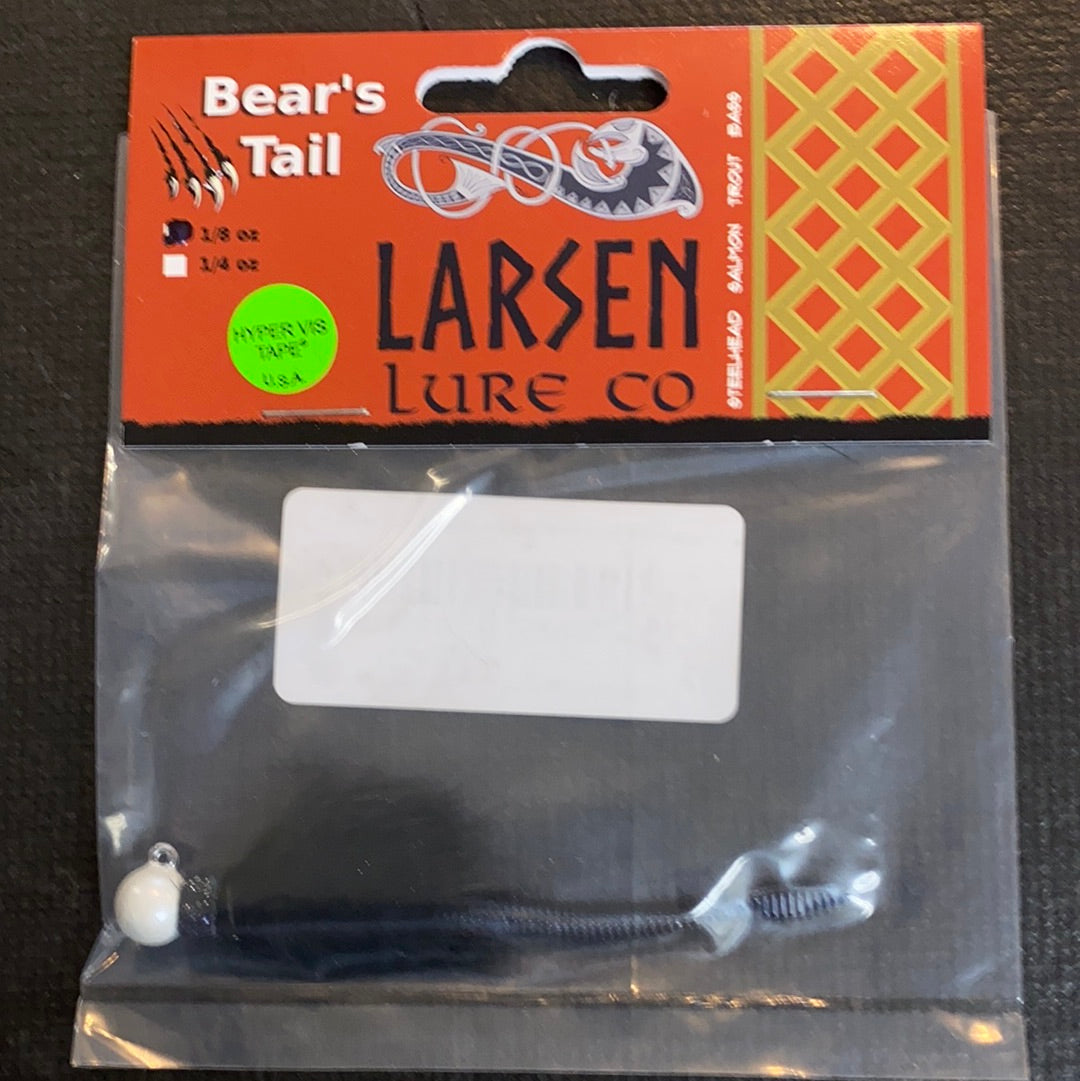 Bear's
Tail
1/8 oz
1/4 oz
HYPER VIS
TAPE®
U.S.A.
LARSEN
LURE CO
STEELHEAD SALMON TROUT BASS